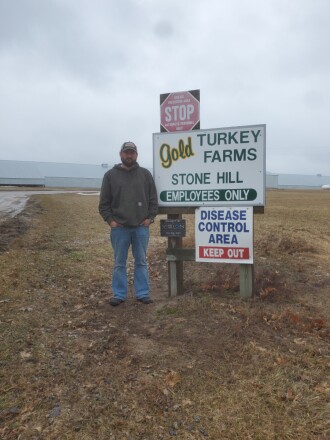 STOP
Gold TURKEY
FARMS
STONE HILL
EMPLOYEES ONLY
DISEASE
CONTROL
AREA
KEEP OUT